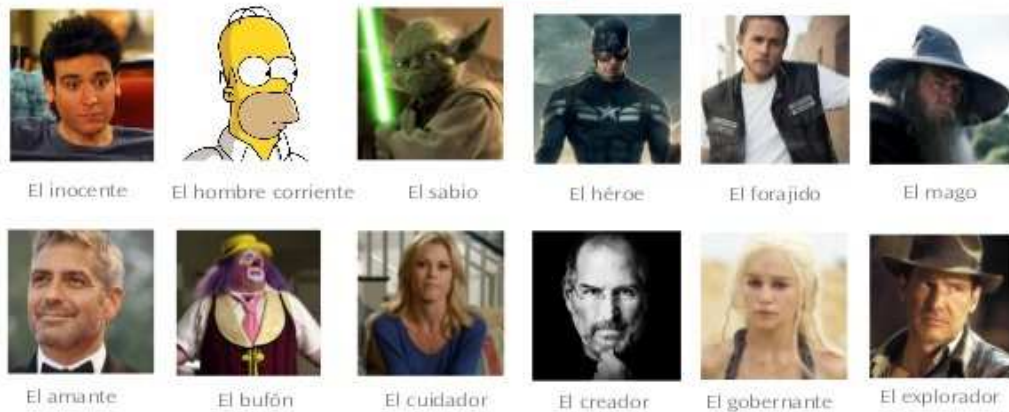 El inocente
El hombre corriente
El sabio
El héroe
El forajido
El mago
El amante
El bufón
El cuidador
El creador
El gobernante
El explorador